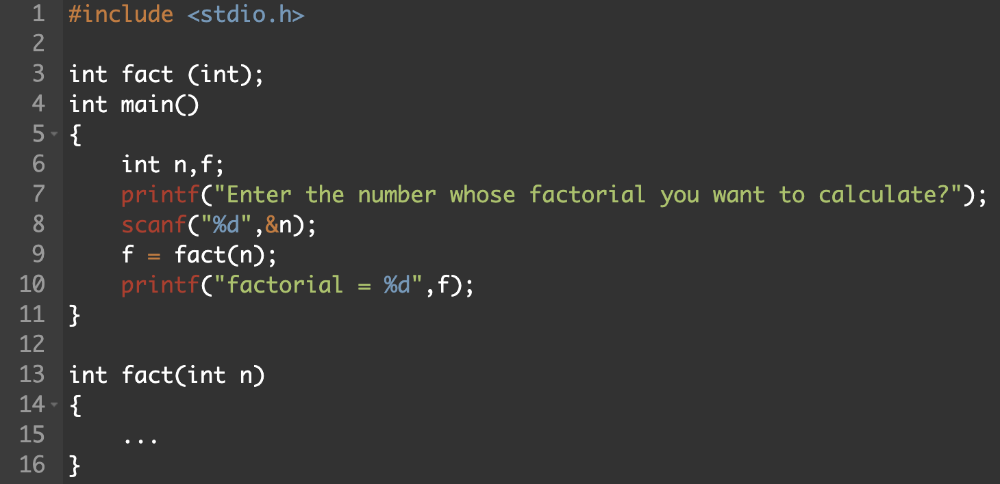 1 #include <stdio.h>
2
3 int fact (int);
4 int main()
5 {
6     int n,f;
7     printf("Enter the number whose factorial you want to calculate?");
8     scanf("%d",&n);
9     f = fact(n);
10     printf("factorial = %d",f);
11 }
12
13 int fact(int n)
14 {
15     ...
16 }